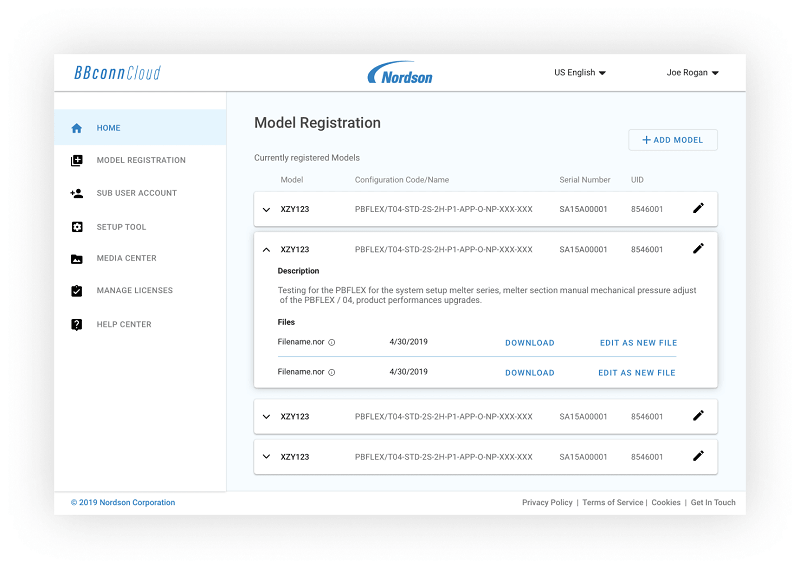 BBconnCloud
Nordson
US English
Joe Rogan
HOME
MODEL REGISTRATION
SUB USER ACCOUNT
SETUP TOOL
MEDIA CENTER
MANAGE LICENSES
HELP CENTER
Model Registration
+ ADD MODEL
Currently registered Models
Model Configuration Code/Name Serial Number UID
XZY123 PBFLEX/T04-STD-2S-2H-P1-APP-O-NP-XXX-XXX SA15A00001 8546001
XZY123 PBFLEX/T04-STD-2S-2H-P1-APP-O-NP-XXX-XXX SA15A00001 8546001
Description
Testing for the PBFLEX for the system setup melter series, melter section manual mechanical pressure adjust
of the PBFLEX / 04, product performances upgrades.
Files
Filename.nor 4/30/2019 DOWNLOAD EDIT AS NEW FILE
Filename.nor 4/30/2019 DOWNLOAD EDIT AS NEW FILE
XZY123 PBFLEX/T04-STD-2S-2H-P1-APP-O-NP-XXX-XXX SA15A00001 8546001
XZY123 PBFLEX/T04-STD-2S-2H-P1-APP-O-NP-XXX-XXX SA15A00001 8546001
© 2019 Nordson Corporation
Privacy Policy | Terms of Service | Cookies | Get In Touch